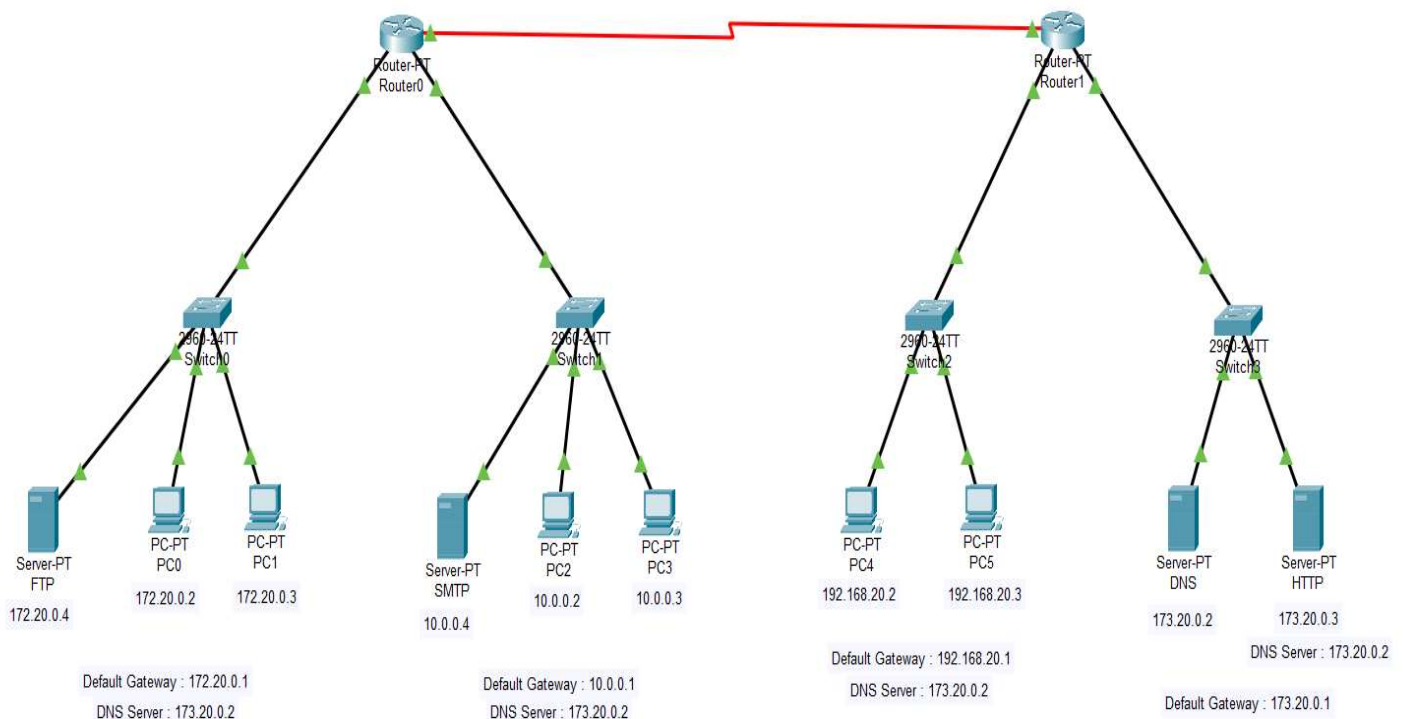 Router-PT
Router0
Router-PT
Router1
2960-24TT
Switch0
2960-24TT
Switch1
2960-24TT
Switch2
2960-24TT
Switch3
Server-PT
FTP
172.20.0.4
PC-PT
PC0
172.20.0.2
PC-PT
PC1
172.20.0.3
Default Gateway : 172.20.0.1
DNS Server : 173.20.0.2
Server-PT
SMTP
10.0.0.4
PC-PT
PC2
10.0.0.2
PC-PT
PC3
10.0.0.3
Default Gateway : 10.0.0.1
DNS Server : 173.20.0.2
PC-PT
PC4
192.168.20.2
PC-PT
PC5
192.168.20.3
Default Gateway : 192.168.20.1
DNS Server : 173.20.0.2
Server-PT
DNS
173.20.0.2
Server-PT
HTTP
173.20.0.3
DNS Server : 173.20.0.2
Default Gateway : 173.20.0.1